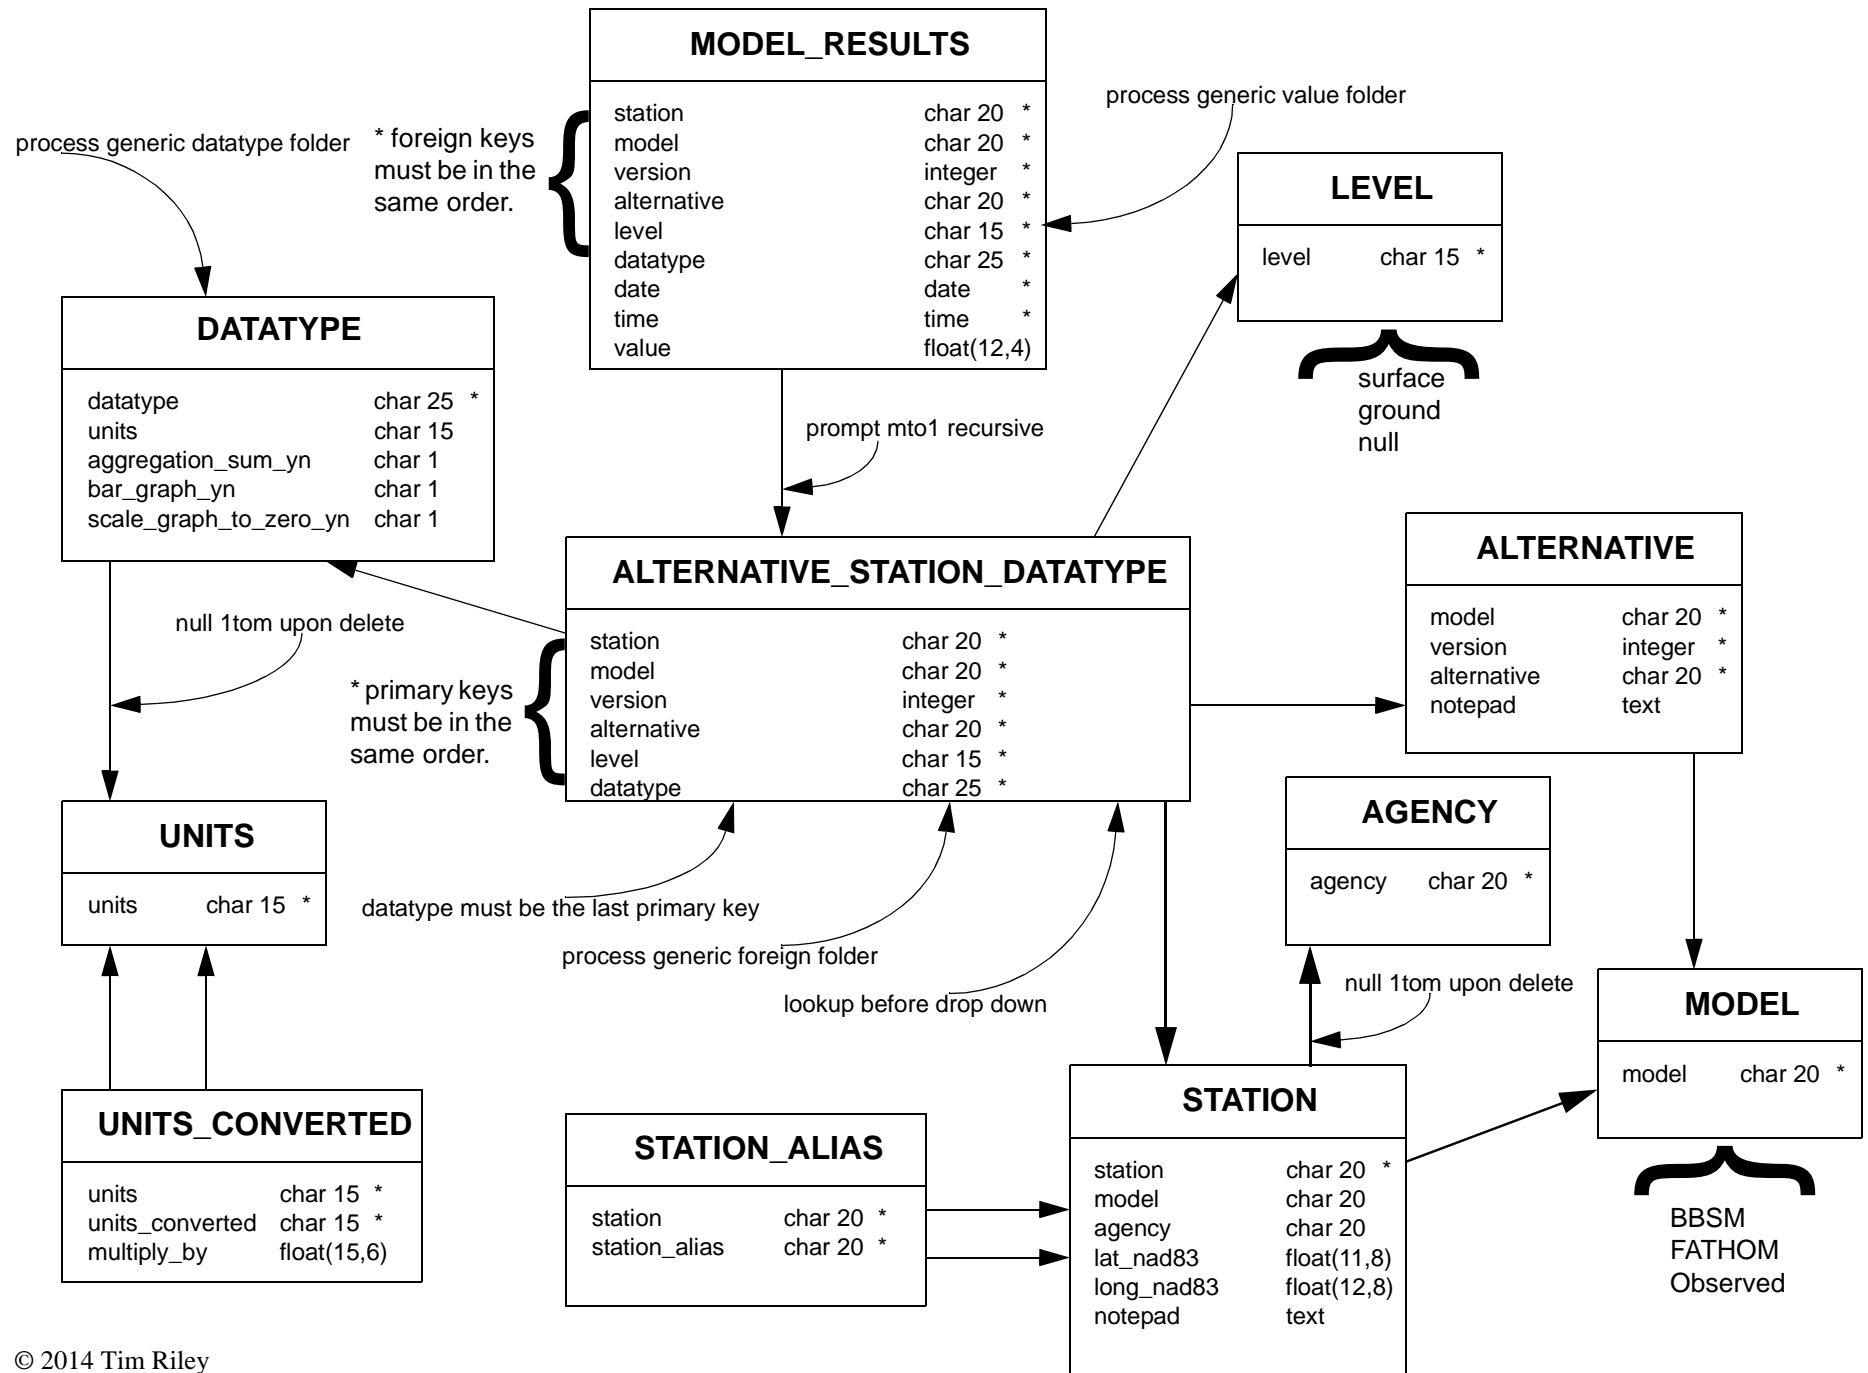 MODEL_RESULTS
station char 20 *
model char 20 *
version integer *
alternative char 20 *
level char 15 *
datatype char 25 *
date date *
time time *
value float(12,4)
process generic datatype folder
* foreign keys
must be in the
same order.
process generic value folder
LEVEL
level char 15 *
surface
ground
null
DATATYPE
datatype char 25 *
units char 15
aggregation_sum_yn char 1
bar_graph_yn char 1
scale_graph_to_zero_yn char 1
prompt mto1 recursive
ALTERNATIVE_STATION_DATATYPE
station char 20 *
model char 20 *
version integer *
alternative char 20 *
level char 15 *
datatype char 25 *
null 1tom upon delete
* primary keys
must be in the
same order.
ALTERNATIVE
model char 20 *
version integer *
alternative char 20 *
notepad text
UNITS
units char 15 *
datatype must be the last primary key
process generic foreign folder
lookup before drop down
AGENCY
agency char 20 *
null 1tom upon delete
MODEL
model char 20 *
BBSM
FATHOM
Observed
UNITS_CONVERTED
units char 15 *
units_converted char 15 *
multiply_by float(15,6)
STATION_ALIAS
station char 20 *
station_alias char 20 *
STATION
station char 20 *
model char 20
agency char 20
lat_nad83 float(11,8)
long_nad83 float(12,8)
notepad text
© 2014 Tim Riley